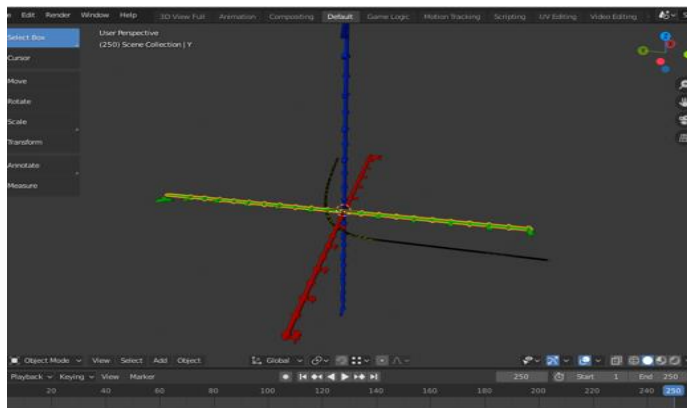 Edit Render Window Help 3D View Full Animation Compositing Default Game Logic Motion Tracking Scripting UV Editing Video Editing
Select Box
User Perspective
(250) Scene Collection | Y
Cursor
Move
Rotate
Scale
Transform
Annotate
Measure
Object Mode View Select Add Object Global
Playback Keying View Marker 250 Start 1 End 250
20 40 60 80 100 120 140 160 180 200 220 240 250